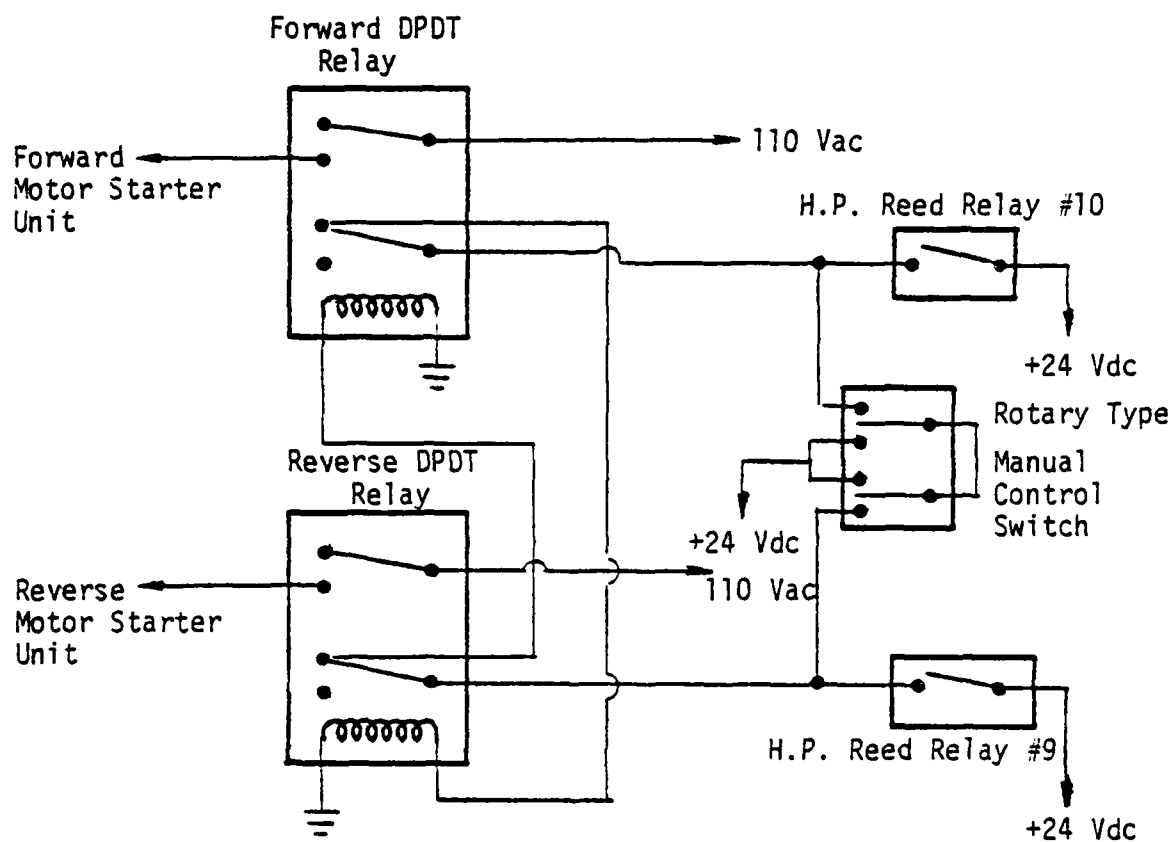 Forward DPDT
Relay
110 Vac
Forward
Motor Starter
Unit
H.P. Reed Relay #10
+24 Vdc
Rotary Type
Manual
Control
Switch
Reverse DPDT
Relay
+24 Vdc
110 Vac
Reverse
Motor Starter
Unit
H.P. Reed Relay #9
+24 Vdc